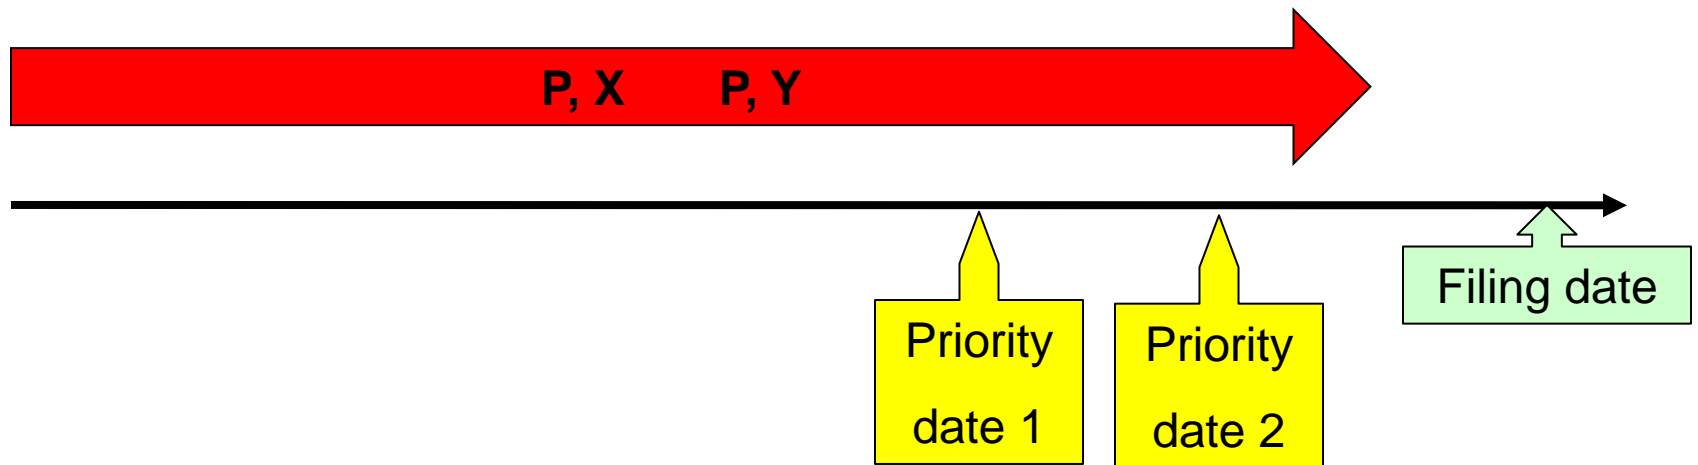 P, X P, Y
Priority
date 1
Priority
date 2
Filing date